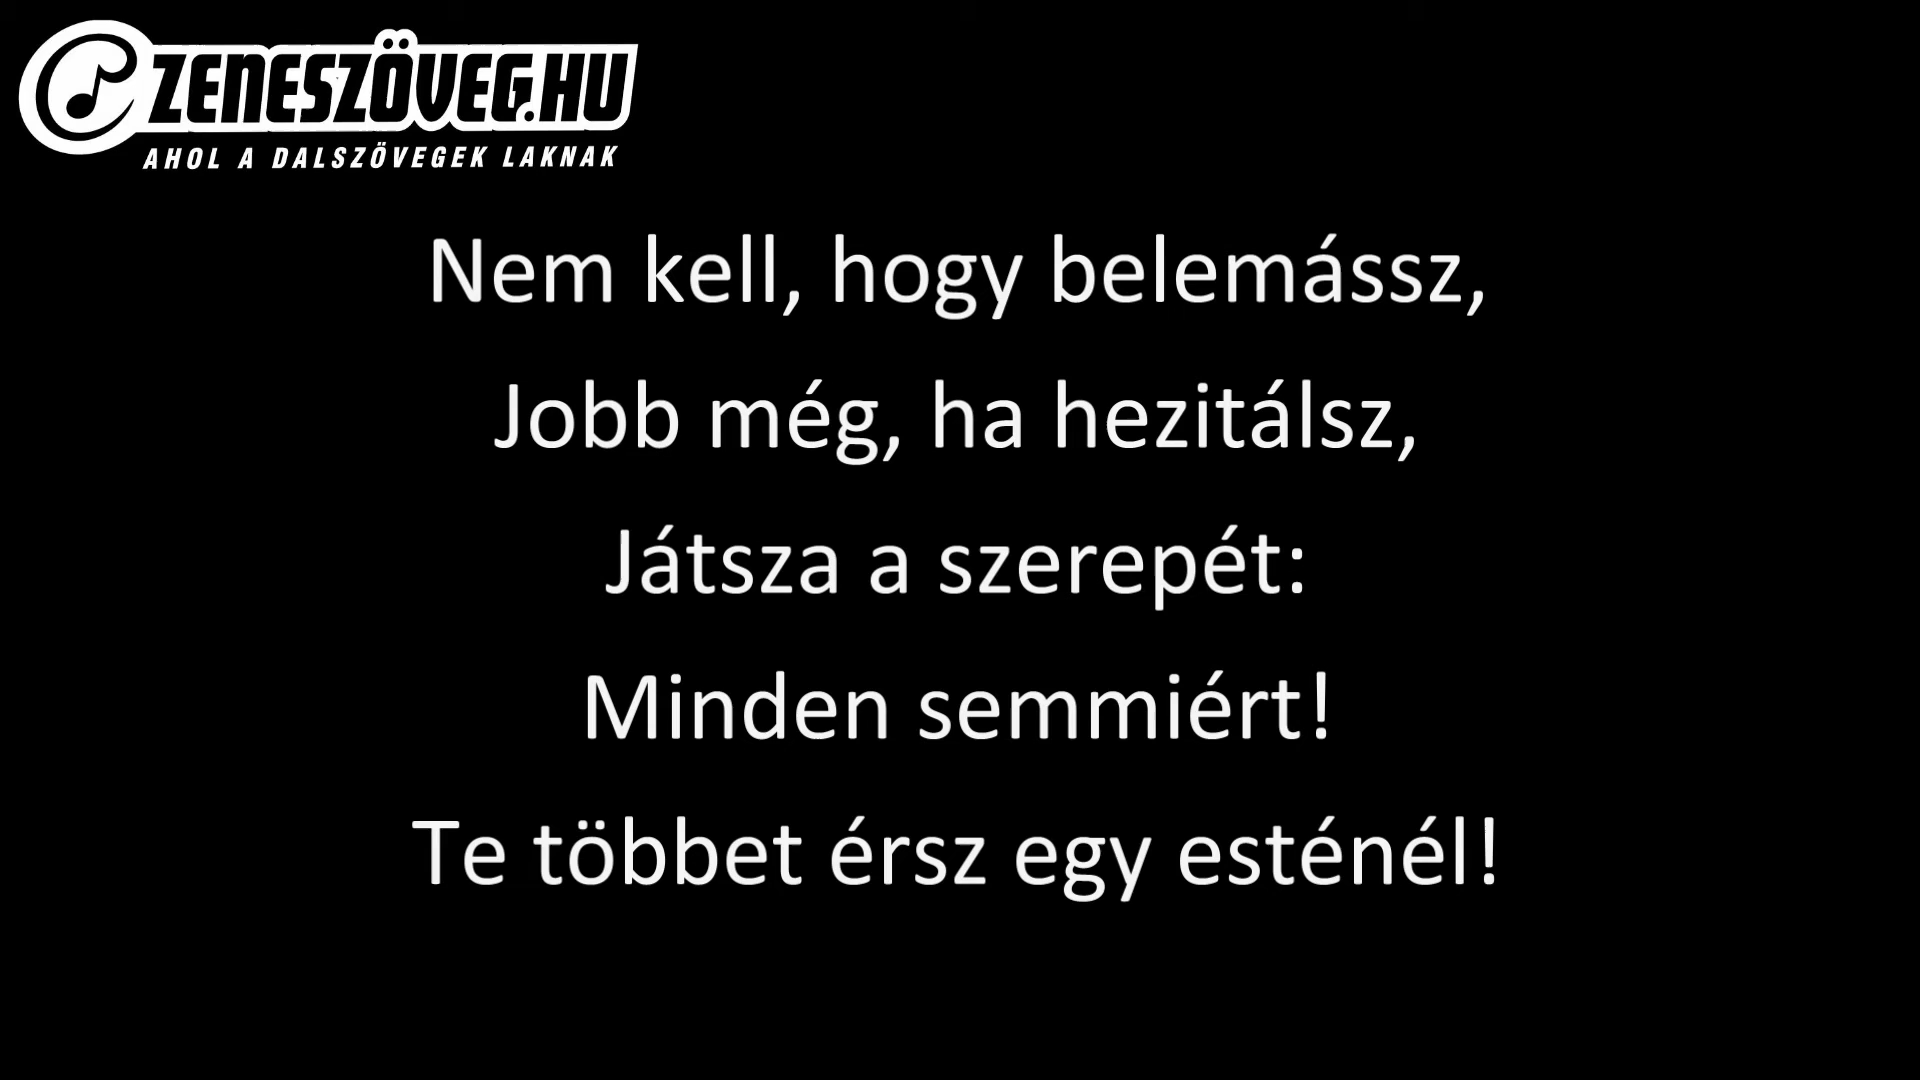 ZENESZÖVEG.HU
AHOL A DALSZÖVEGEK LAKNAK
Nem kell, hogy belemássz,
Jobb még, ha hezitálsz,
Játsza a szerepét:
Minden semmiért!
Te többet érsz egy esténél!